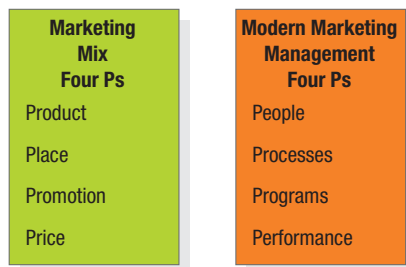 Marketing
Mix
Four Ps
Product
Place
Promotion
Price
Modern Marketing
Management
Four Ps
People
Processes
Programs
Performance